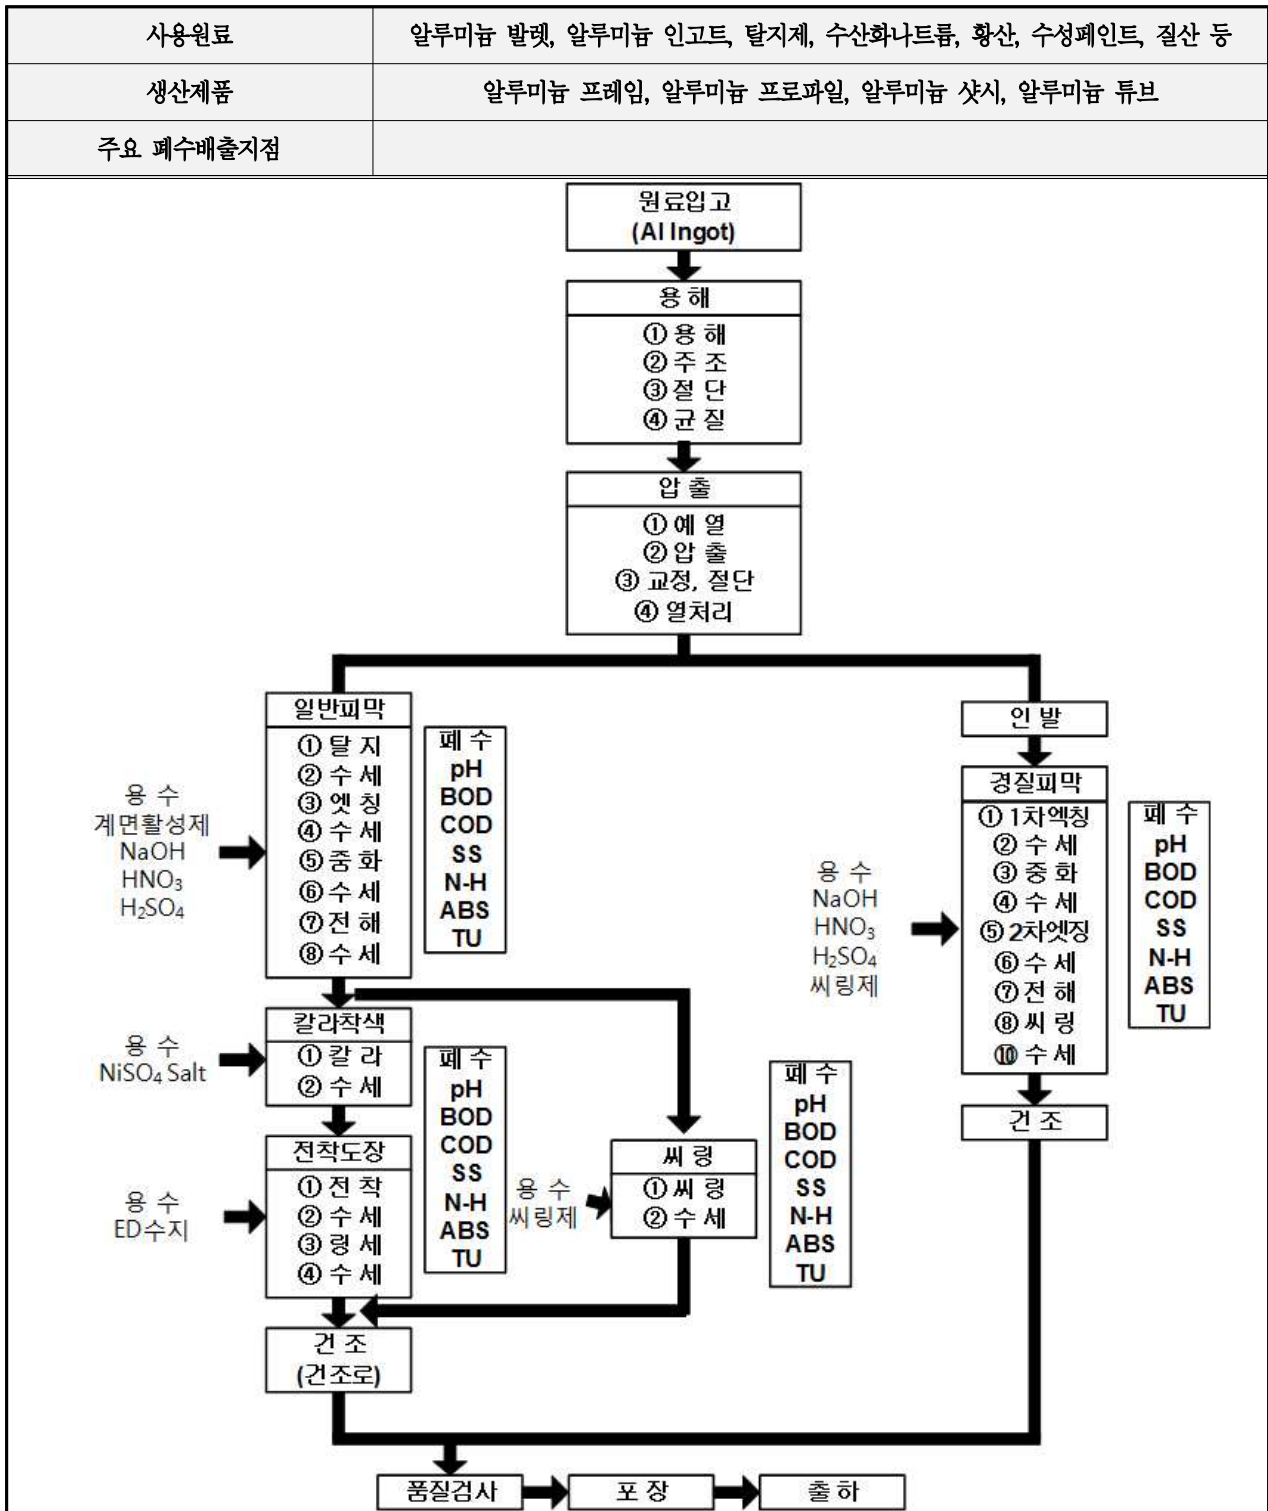 사용원료
알루미늄 발렛, 알루미늄 인고트, 탈지제, 수산화나트륨, 황산, 수성페인트, 질산 등
생산제품
알루미늄 프레임, 알루미늄 프로파일, 알루미늄 샷시, 알루미늄 튜브
주요 폐수배출지점
원료입고
(Al Ingot)
용 해
① 용 해
② 주 조
③ 절 단
④ 균 질
압 출
① 예 열
② 압 출
③ 교정, 절단
④ 열처리
일반피막
① 탈 지
② 수 세
③ 엣 칭
④ 수 세
⑤ 중 화
⑥ 수 세
⑦ 전 해
⑧ 수 세
용 수
계면활성제
NaOH
HNO₃
H₂SO₄
폐 수
pH
BOD
COD
SS
N-H
ABS
TU
인 발
경질피막
① 1차엑칭
② 수 세
③ 중 화
④ 수 세
⑤ 2차엣징
⑥ 수 세
⑦ 전 해
⑧ 씨 링
⑩ 수 세
용 수
NaOH
HNO₃
H₂SO₄
씨링제
폐 수
pH
BOD
COD
SS
N-H
ABS
TU
칼라착색
① 칼 라
② 수 세
용 수
NiSO₄ Salt
전착도장
① 전 착
② 수 세
③ 링 세
④ 수 세
용 수
ED수지
폐 수
pH
BOD
COD
SS
N-H
ABS
TU
씨 링
① 씨 링
② 수 세
용 수
씨링제
폐 수
pH
BOD
COD
SS
N-H
ABS
TU
건 조
건 조
(건조로)
품질검사
포 장
출 하